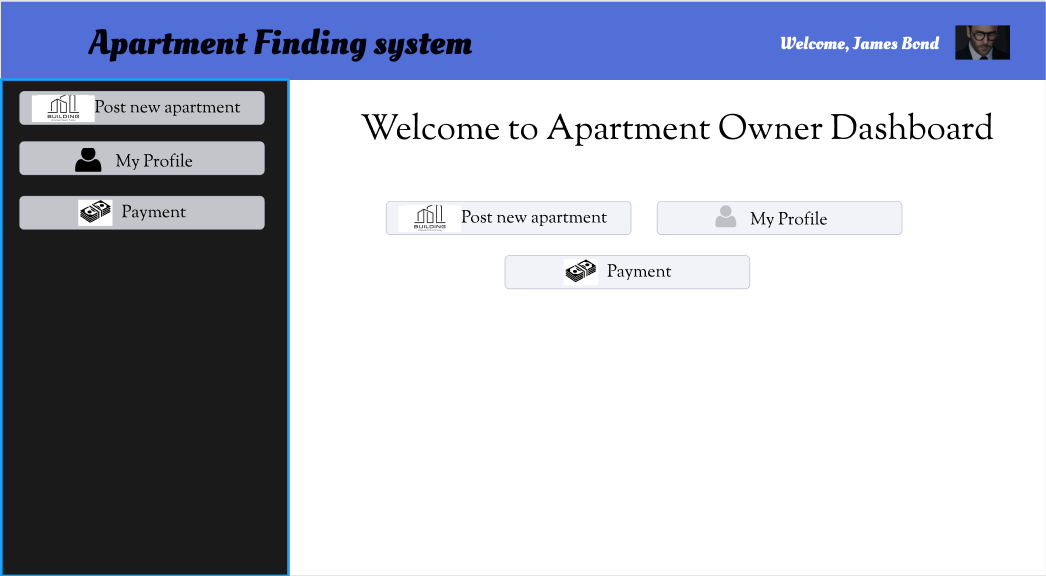 Apartment Finding system
Welcome, James Bond
BUILDING
Post new apartment
My Profile
Payment
Welcome to Apartment Owner Dashboard
BUILDING
Post new apartment
My Profile
Payment